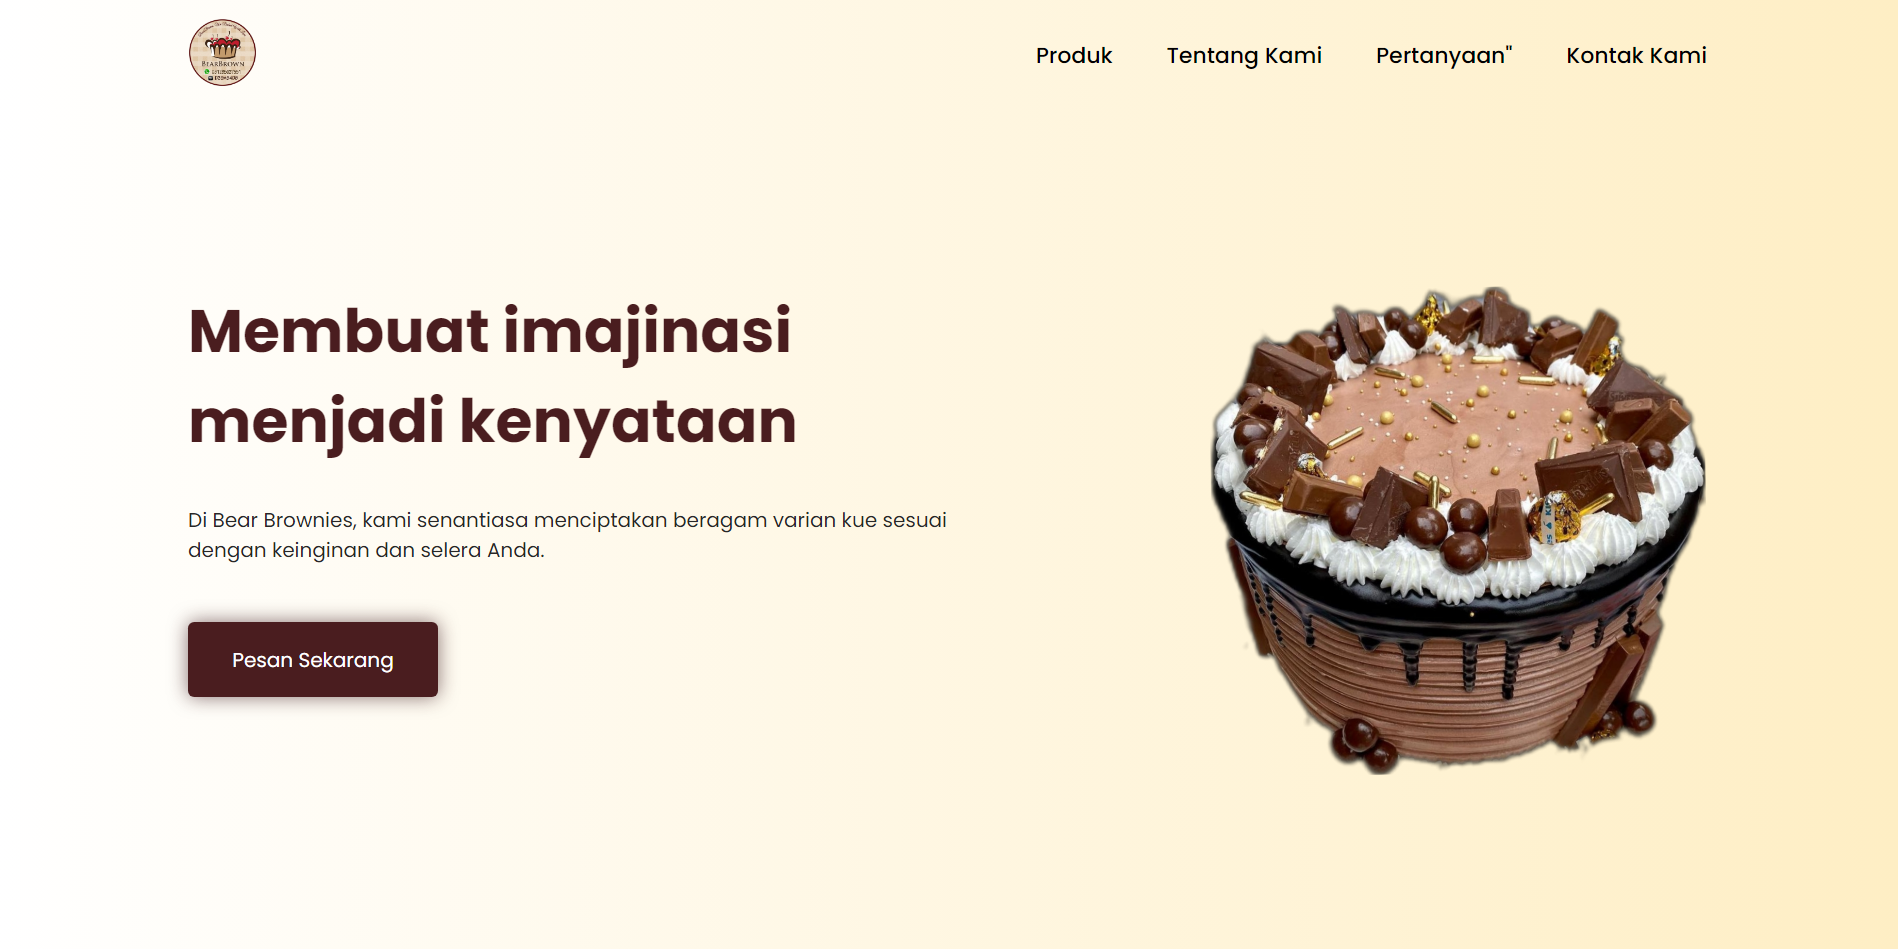 BEARBROWN
Produk
Tentang Kami
Pertanyaan"
Kontak Kami
Membuat imajinasi
menjadi kenyataan
Di Bear Brownies, kami senantiasa menciptakan beragam varian kue sesuai
dengan keinginan dan selera Anda.
Pesan Sekarang